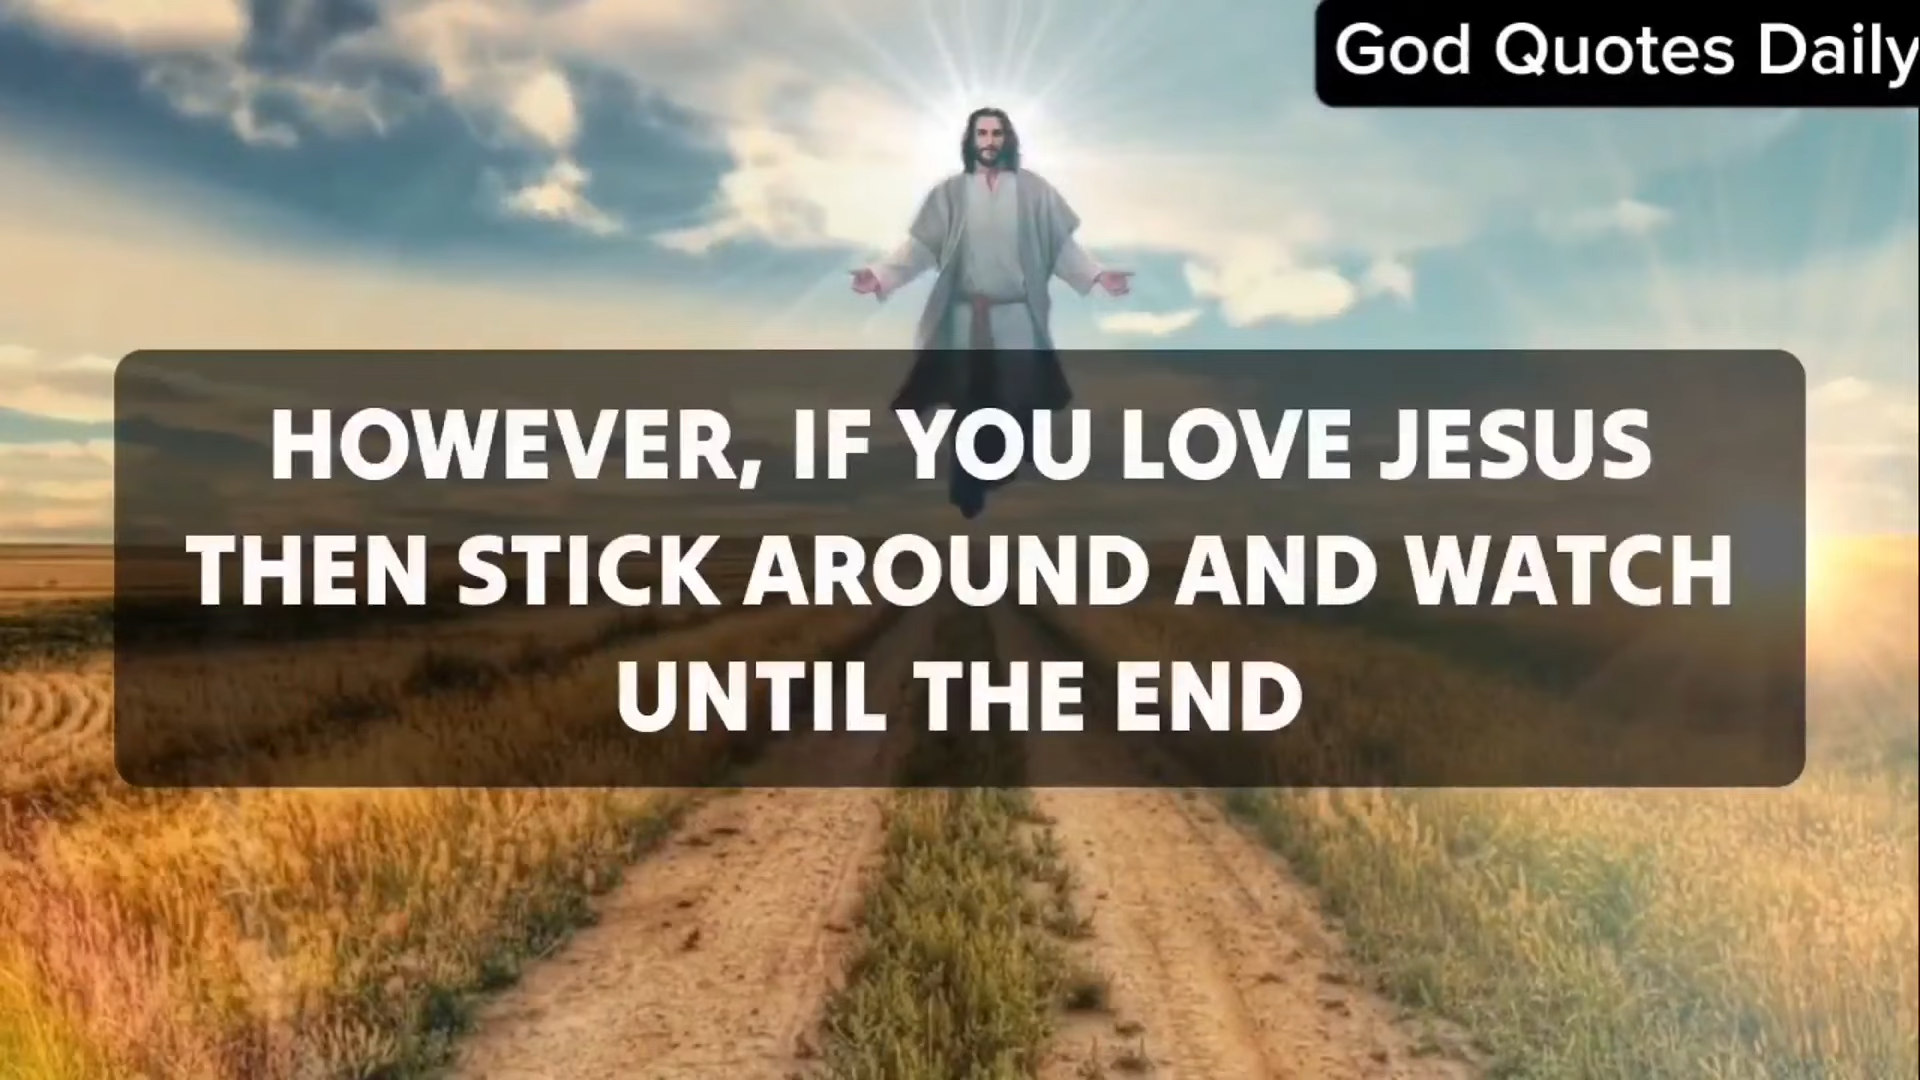 God Quotes Daily
HOWEVER, IF YOU LOVE JESUS
THEN STICK AROUND AND WATCH
UNTIL THE END